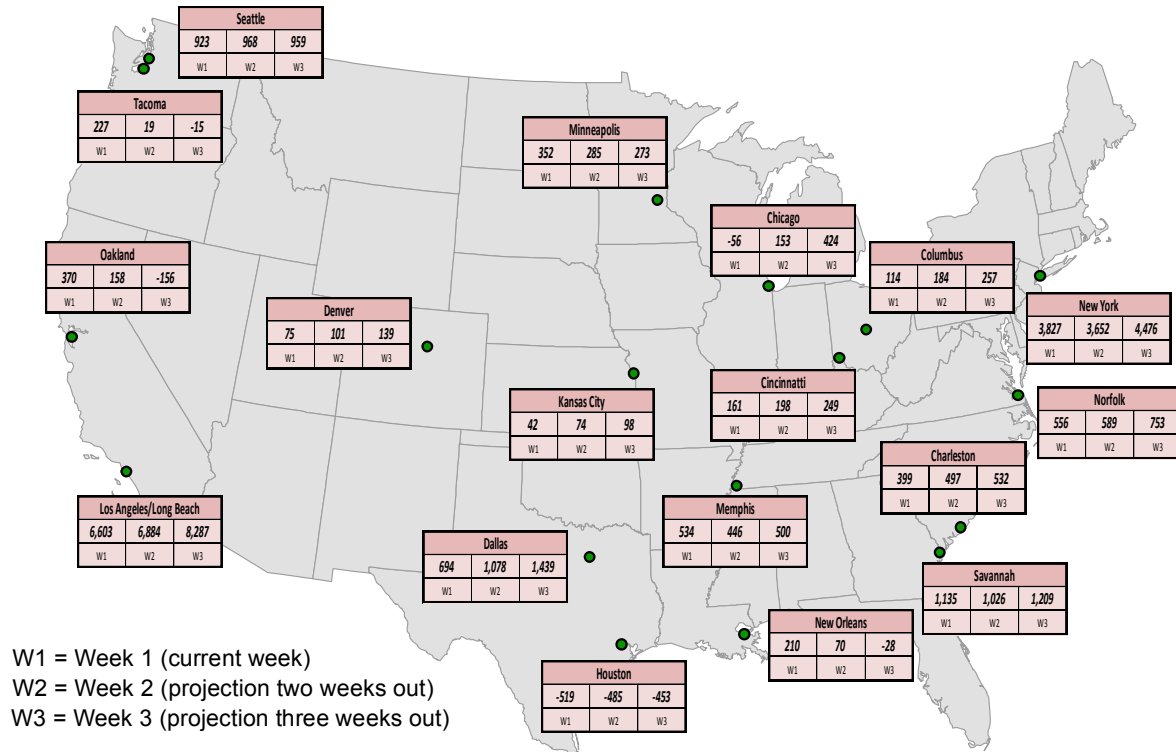 Seattle
923 968 959
W1 W2 W3
Tacoma
227 19 -15
W1 W2 W3
Minneapolis
352 285 273
W1 W2 W3
Chicago
-56 153 424
W1 W2 W3
Oakland
370 158 -156
W1 W2 W3
Columbus
114 184 257
W1 W2 W3
Denver
75 101 139
W1 W2 W3
New York
3,827 3,652 4,476
W1 W2 W3
Cincinnatti
161 198 249
W1 W2 W3
Kansas City
42 74 98
W1 W2 W3
Norfolk
556 589 753
W1 W2 W3
Charleston
399 497 532
W1 W2 W3
Los Angeles/Long Beach
6,603 6,884 8,287
W1 W2 W3
Memphis
534 446 500
W1 W2 W3
Dallas
694 1,078 1,439
W1 W2 W3
Savannah
1,135 1,026 1,209
W1 W2 W3
New Orleans
210 70 -28
W1 W2 W3
Houston
-519 -485 -453
W1 W2 W3
W1 = Week 1 (current week)
W2 = Week 2 (projection two weeks out)
W3 = Week 3 (projection three weeks out)